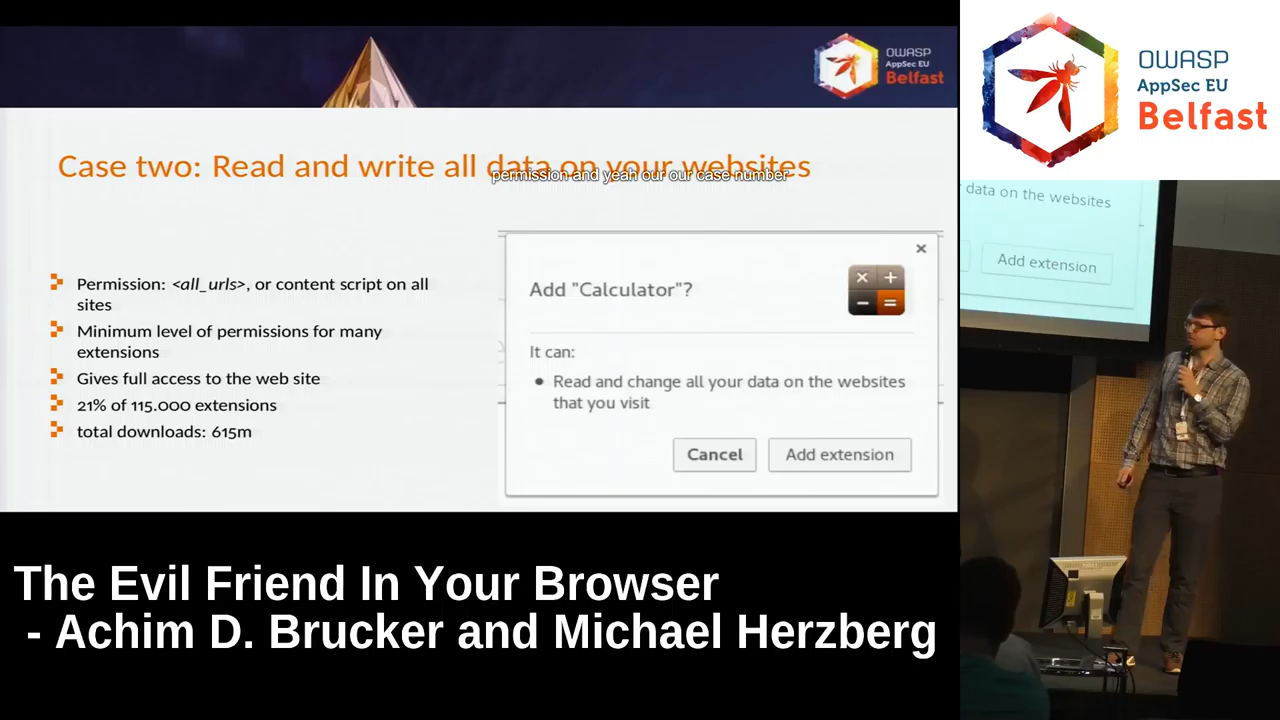 OWASP
AppSec EU
Belfast
OWASP
AppSec EU
Belfast
Case two: Read and write all data on your websites
permission and yeah our our case number
Permission: <all_urls>, or content script on all
sites
Minimum level of permissions for many
extensions
Gives full access to the web site
21% of 115.000 extensions
total downloads: 615m
Add "Calculator"?
It can:
Read and change all your data on the websites
that you visit
Cancel
Add extension
data on the websites
Add extension
The Evil Friend In Your Browser
- Achim D. Brucker and Michael Herzberg